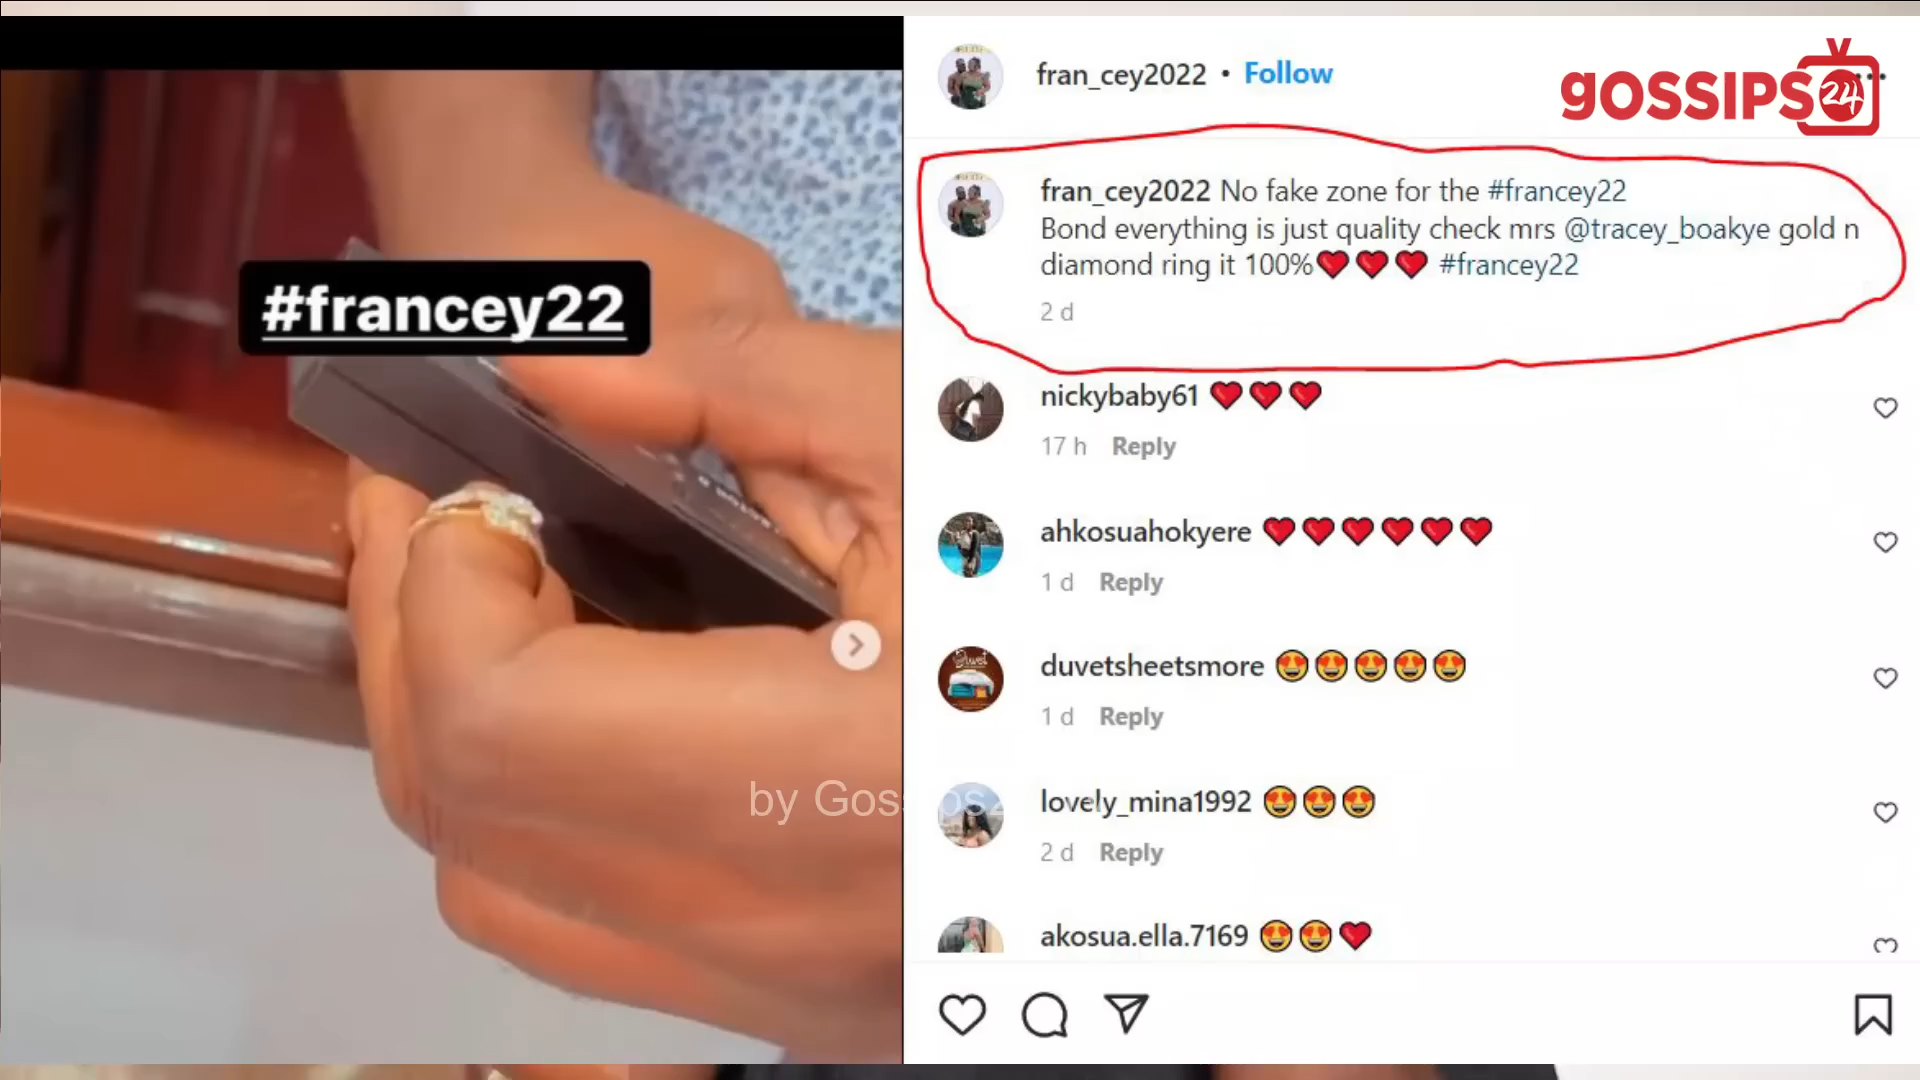 #francey22
fran_cey2022 • Follow
gOSSIPS24
fran_cey2022 No fake zone for the #francey22
Bond everything is just quality check mrs @tracey_boakye gold n
diamond ring it 100%❤️❤️❤️ #francey22
2 d
nickybaby61 ❤️❤️❤️
17 h Reply
ahkosuahokyere ❤️❤️❤️❤️❤️❤️
1 d Reply
duvetsheetsmore 😍😍😍😍😍
1 d Reply
by Gossips2
lovely_mina1992 😍😍😍
2 d Reply
akosua.ella.7169 😍😍❤️